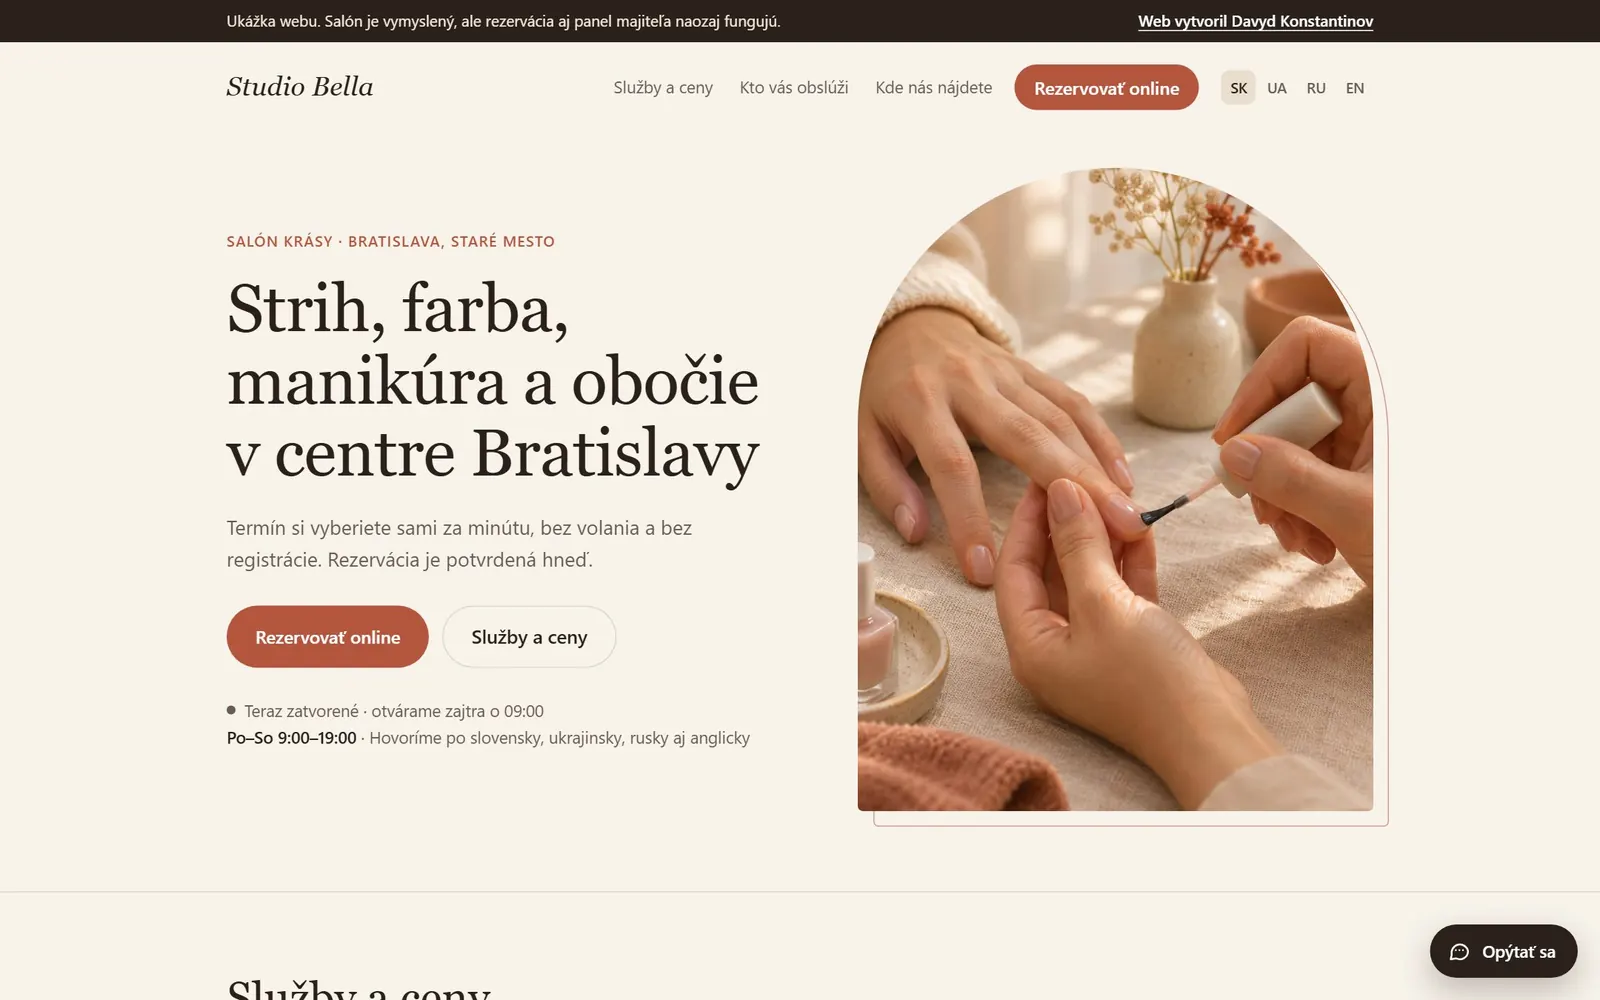 Ukážka webu. Salón je vymyslený, ale rezervácia aj panel majiteľa naozaj fungujú.
Web vytvoril Davyd Konstantinov
Studio Bella
Služby a ceny
Kto vás obslúži
Kde nás nájdete
Rezervovať online
SK
UA
RU
EN
SALÓN KRÁSY · BRATISLAVA, STARÉ MESTO
Strih, farba,
manikúra a obočie
v centre Bratislavy
Termín si vyberiete sami za minútu, bez volania a bez
registrácie. Rezervácia je potvrdená hneď.
Rezervovať online
Služby a ceny
Teraz zatvorené · otvárame zajtra o 09:00
Po–So 9:00–19:00 · Hovoríme po slovensky, ukrajinsky, rusky aj anglicky
Služby a ceny
Opýtať sa